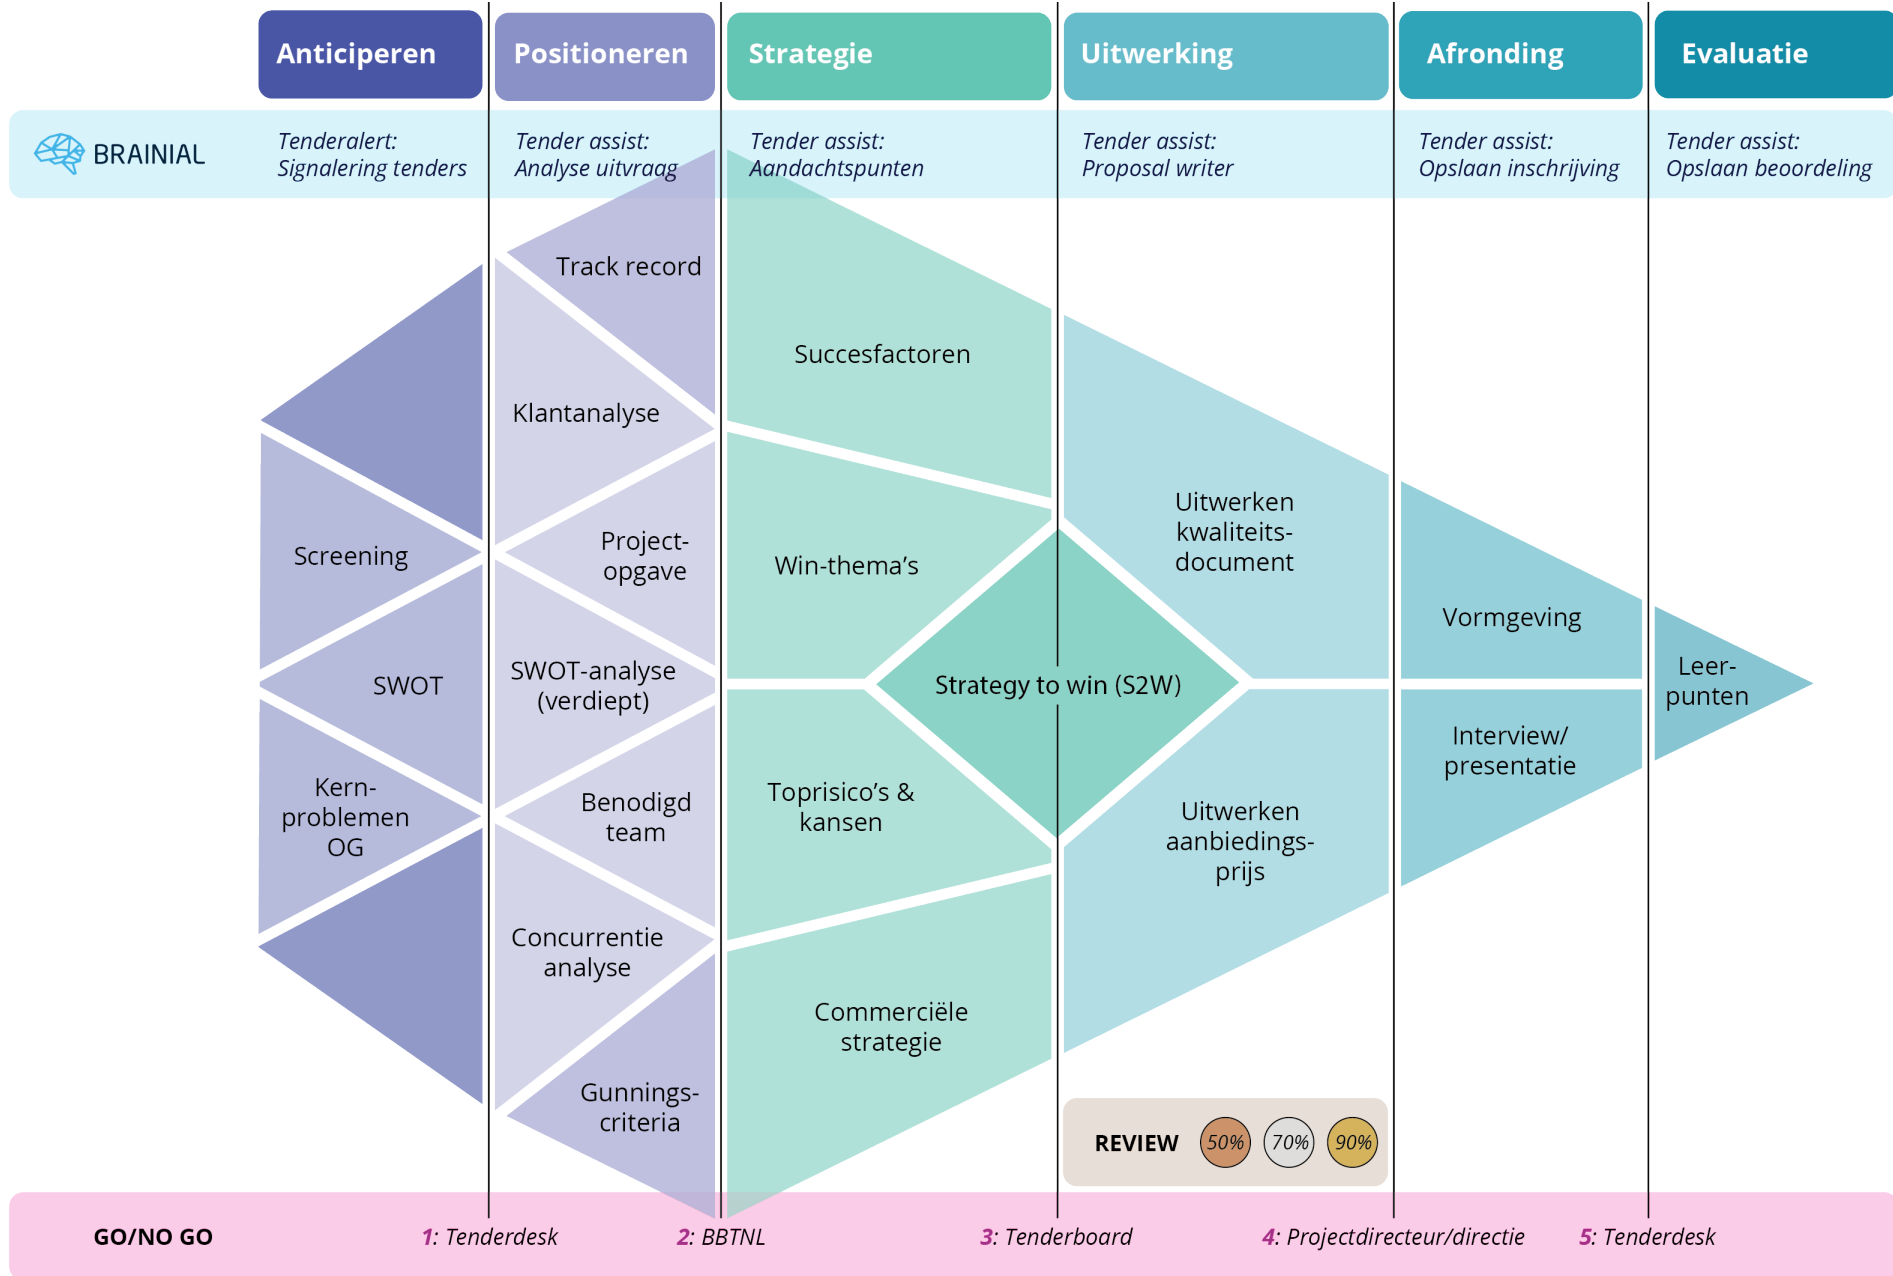 Anticiperen
Positioneren
Strategie
Uitwerking
Afronding
Evaluatie
BRAINIAL
Tenderalert:
Signalering tenders
Tender assist:
Analyse uitvraag
Tender assist:
Aandachtspunten
Tender assist:
Proposal writer
Tender assist:
Opslaan inschrijving
Tender assist:
Opslaan beoordeling
Screening
SWOT
Kern-
problemen
OG
Track record
Klantanalyse
Project-
opgave
SWOT-analyse
(verdiept)
Benodigd
team
Concurrentie
analyse
Gunnings-
criteria
Succesfactoren
Win-thema’s
Strategy to win (S2W)
Toprisico’s &
kansen
Commerciële
strategie
Uitwerken
kwaliteits-
document
Uitwerken
aanbiedings-
prijs
Vormgeving
Interview/
presentatie
Leer-
punten
REVIEW 50% 70% 90%
GO/NO GO
1: Tenderdesk
2: BBTNL
3: Tenderboard
4: Projectdirecteur/directie
5: Tenderdesk